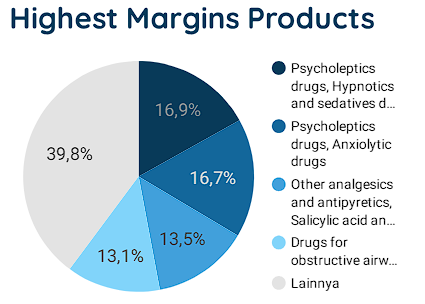 Highest Margins Products
16,9%
16,7%
13,5%
13,1%
39,8%
Psycholeptics
drugs, Hypnotics
and sedatives d...
Psycholeptics
drugs, Anxiolytic
drugs
Other analgesics
and antipyretics,
Salicylic acid an...
Drugs for
obstructive airw...
Lainnya